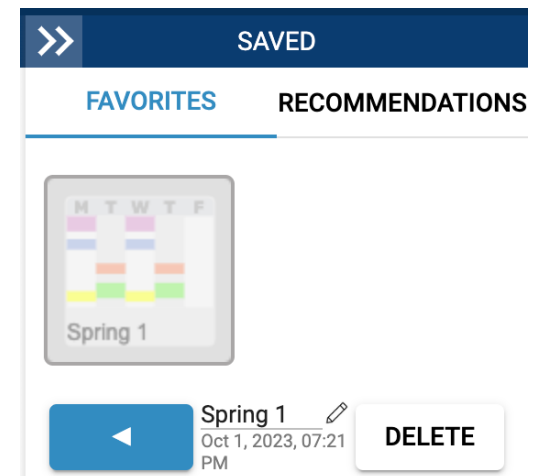 SAVED
FAVORITES RECOMMENDATIONS
M T W T F
Spring 1
Spring 1
Oct 1, 2023, 07:21
PM
DELETE